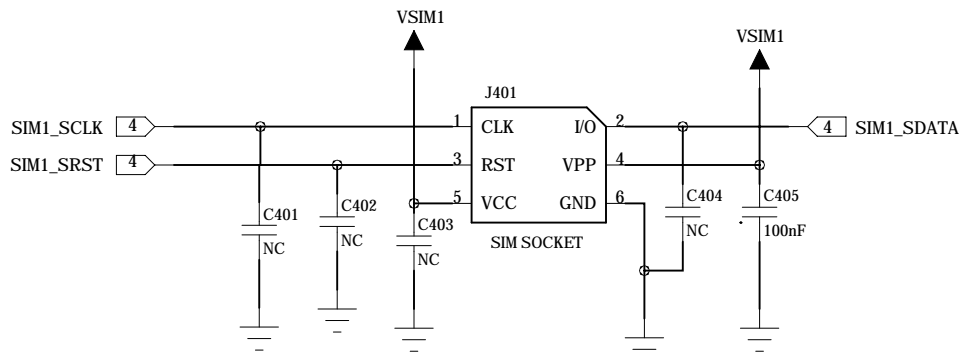 VSIM1
VSIM1
J401
SIM1_SCLK 4 1 CLK I/O 2 4 SIM1_SDATA
SIM1_SRST 4 3 RST VPP 4
5 VCC GND 6
C401 NC
C402 NC
C403 NC
SIM SOCKET
C404 NC
C405 100nF